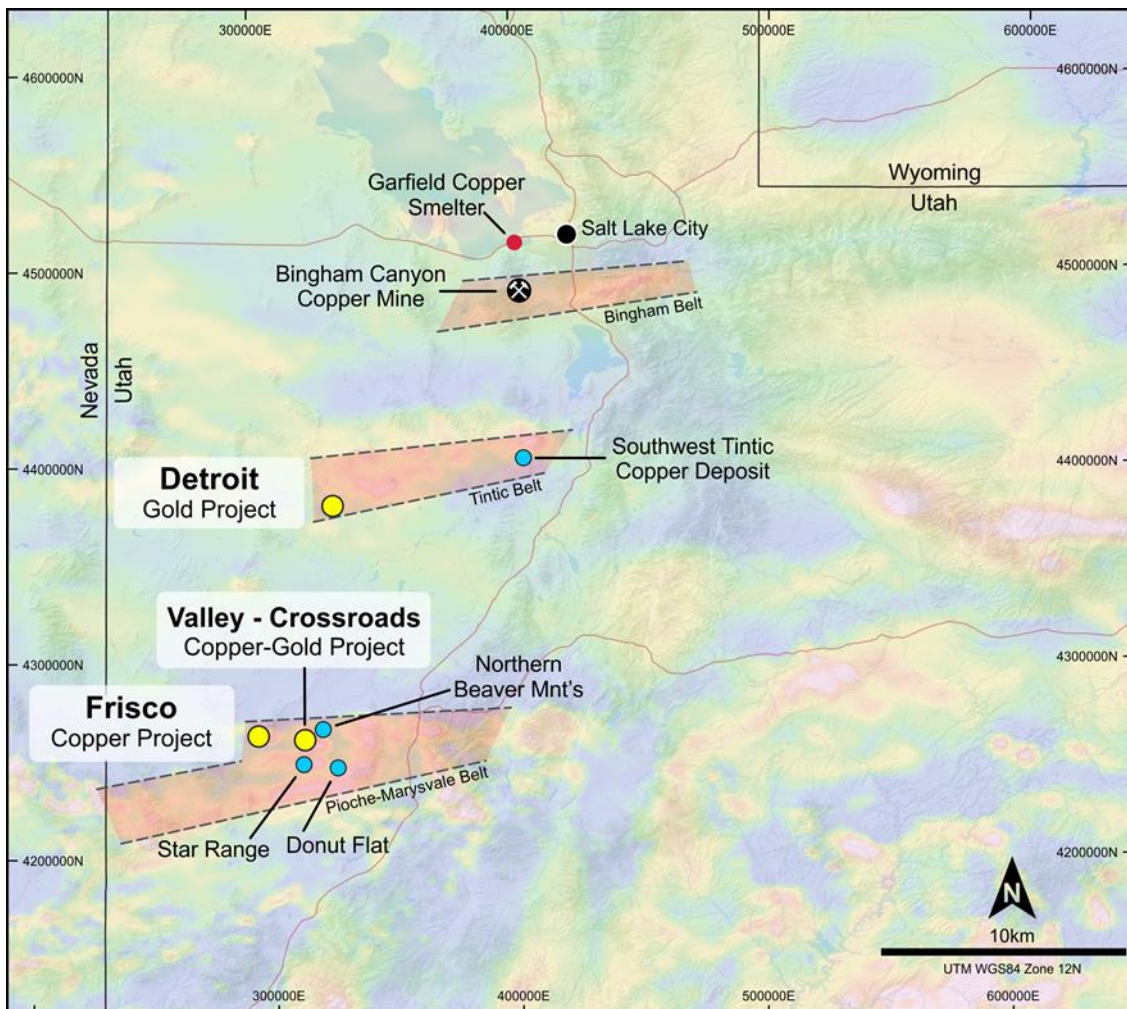 300000E
400000E
500000E
600000E
4600000N
4600000N
Wyoming
Utah
Garfield Copper
Smelter
Salt Lake City
4500000N
4500000N
Bingham Canyon
Copper Mine
Bingham Belt
Nevada
Utah
4400000N
4400000N
Southwest Tintic
Copper Deposit
Detroit
Gold Project
Tintic Belt
Valley - Crossroads
Copper-Gold Project
4300000N
4300000N
Northern
Beaver Mnt's
Frisco
Copper Project
Pioche-Marysvale Belt
Star Range
Donut Flat
4200000N
4200000N
N
10km
UTM WGS84 Zone 12N
300000E
400000E
500000E
600000E